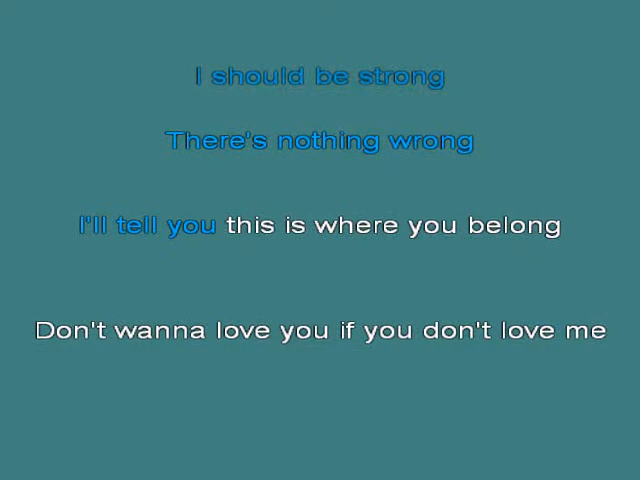 I should be strong
There's nothing wrong
I'll tell you this is where you belong
Don't wanna love you if you don't love me